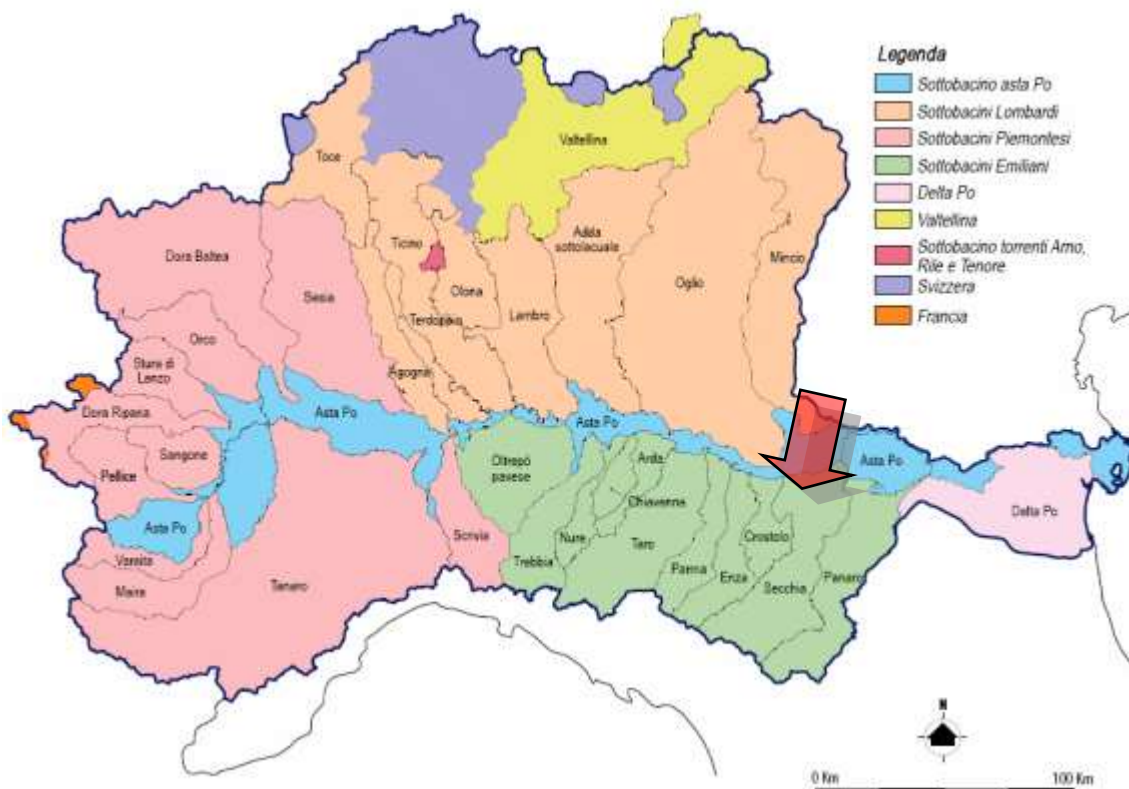 Legenda
Sottobacino asta Po
Sottobacini Lombardi
Sottobacini Piemontesi
Sottobacini Emiliani
Delta Po
Valtellina
Sottobacino torrenti Arno,
Rile e Tenore
Svizzera
Francia
Valtellina
Toce
Adda
sottolacuale
Ticino
Dora Baltea
Mincio
Sesia
Oglio
Olona
Lambro
Terdoppio
Orco
Stura di
Lanzo
Agogna
Dora Riparia
Asta Po
Asta Po
Sangone
Arda
Asta Po
Oltrepò
pavese
Pellice
Chiavenna
Delta Po
Asta Po
Nure
Crostolo
Scrivia
Taro
Varaita
Trebbia
Parma
Enza
Panaro
Maira
Tanaro
Secchia
N
0 Km
100 Km